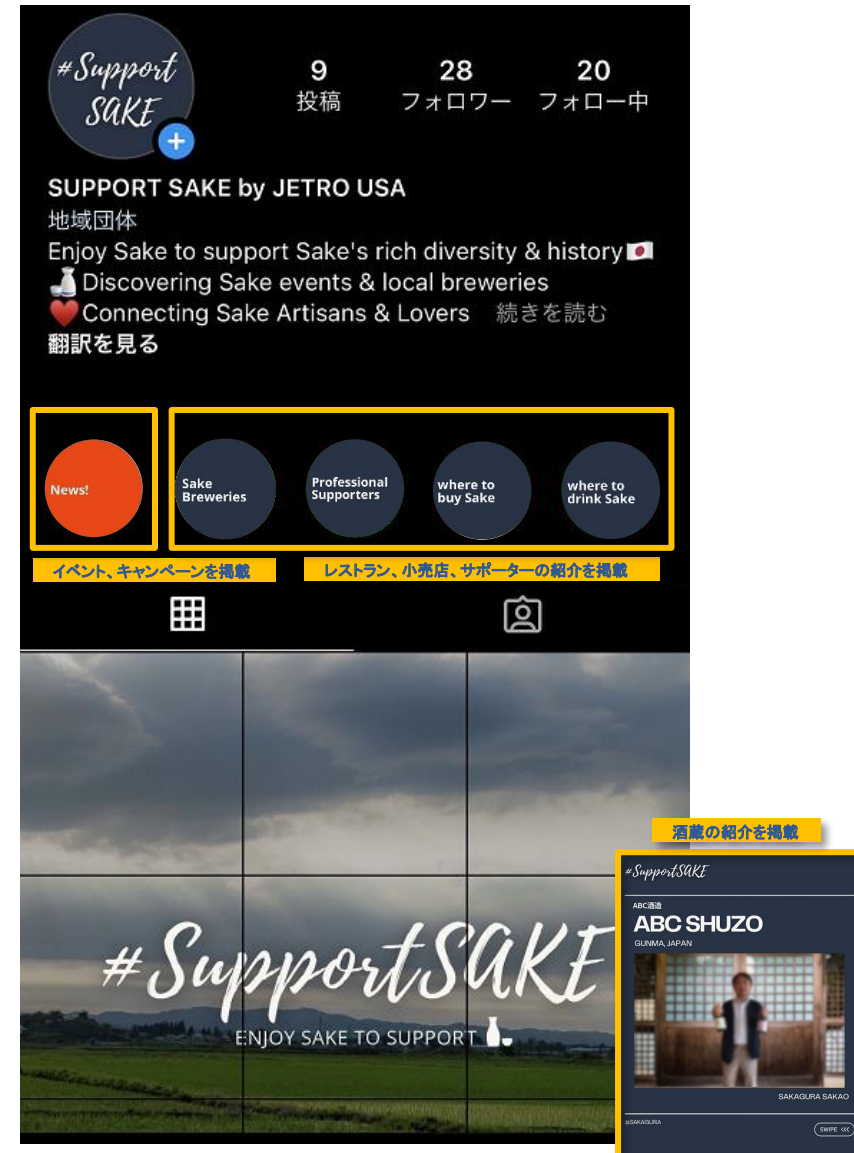 #Support
SAKE
9
投稿
28
フォロワー
20
フォロー中
SUPPORT SAKE by JETRO USA
地域団体
Enjoy Sake to support Sake's rich diversity & history🇯🇵
🍶Discovering Sake events & local breweries
❤️Connecting Sake Artisans & Lovers 続きを読む
翻訳を見る
News!
Sake
Breweries
Professional
Supporters
where to
buy Sake
where to
drink Sake
イベント、キャンペーンを掲載
レストラン、小売店、サポーターの紹介を掲載
#SupportSAKE
ENJOY SAKE TO SUPPORT
酒蔵の紹介を掲載
#SupportSAKE
ABC酒造
ABC SHUZO
GUNMA, JAPAN
SAKAGURA SAKAO
@SAKAGURA
SWIPE <<<